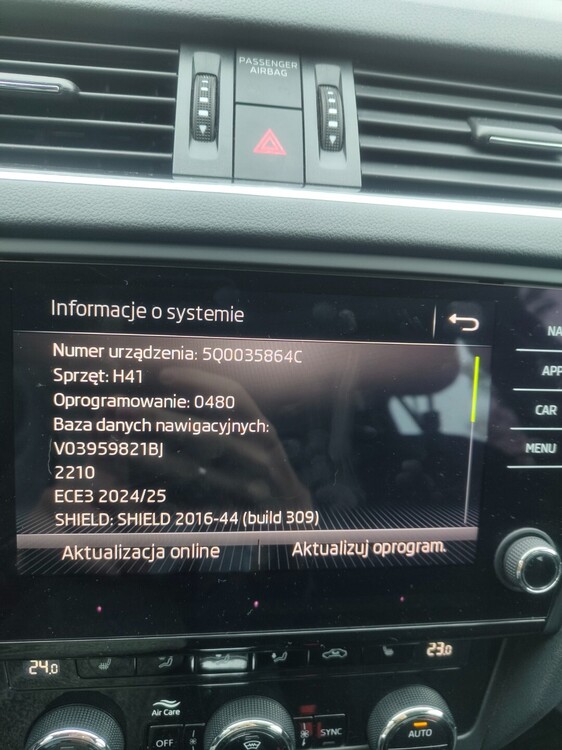 PASSENGER
AIRBAG
Informacje o systemie
Numer urządzenia: 5Q0035864C
Sprzęt: H41
Oprogramowanie: 0480
Baza danych nawigacyjnych:
V03959821BJ
2210
ECE3 2024/25
SHIELD: SHIELD 2016-44 (build 309)
Aktualizacja online
Aktualizuj oprogram.
NA
APP
CAR
MENU
24.0
23.0
Air Care
OFF
SYNC
AUTO